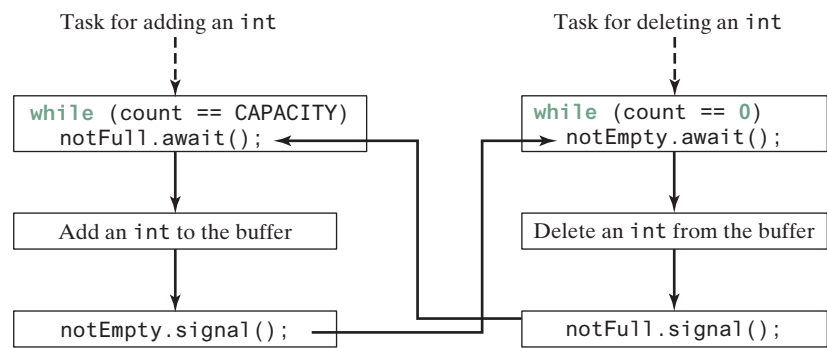 Task for adding an int
while (count == CAPACITY)
notFull.await();
Add an int to the buffer
notEmpty.signal();
Task for deleting an int
while (count == 0)
notEmpty.await();
Delete an int from the buffer
notFull.signal();